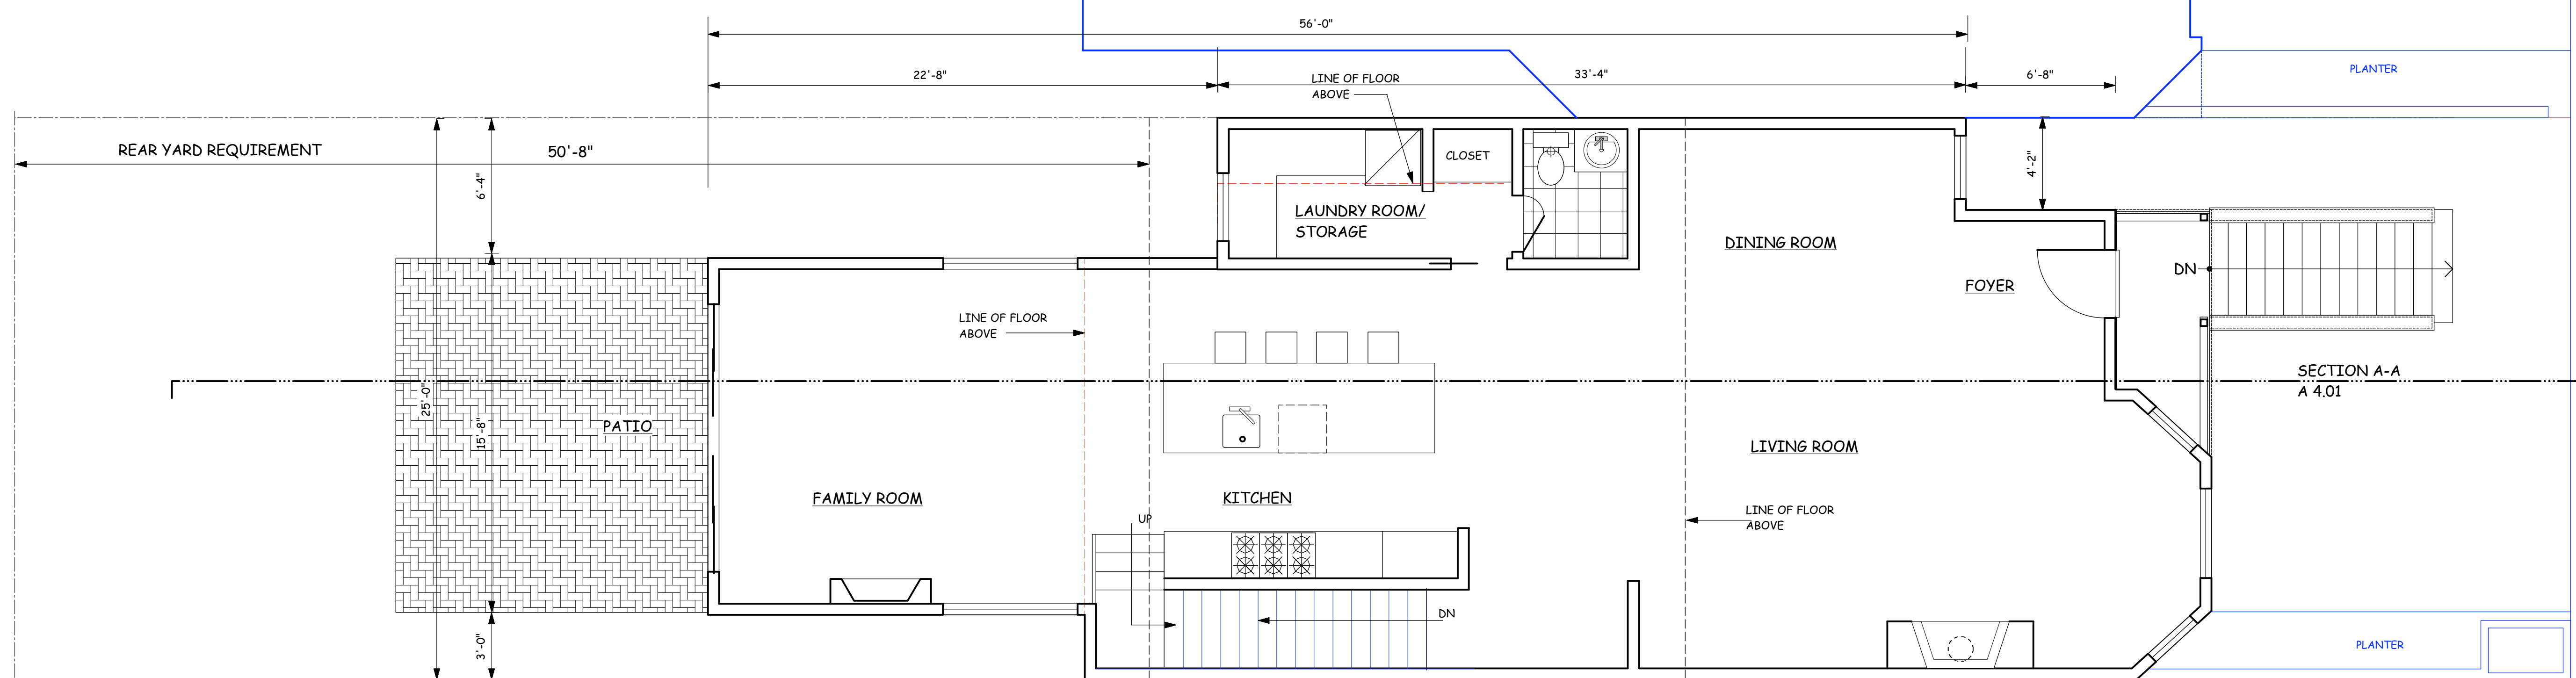 56'-0"
22'-8"
LINE OF FLOOR
ABOVE
33'-4"
6'-8"
PLANTER
REAR YARD REQUIREMENT
50'-8"
6'-4"
CLOSET
4'-2"
LAUNDRY ROOM/
STORAGE
DINING ROOM
FOYER
DN
LINE OF FLOOR
ABOVE
SECTION A-A
A 4.01
25'-0"
15'-8"
PATIO
FAMILY ROOM
KITCHEN
LIVING ROOM
UP
LINE OF FLOOR
ABOVE
DN
3'-0"
PLANTER